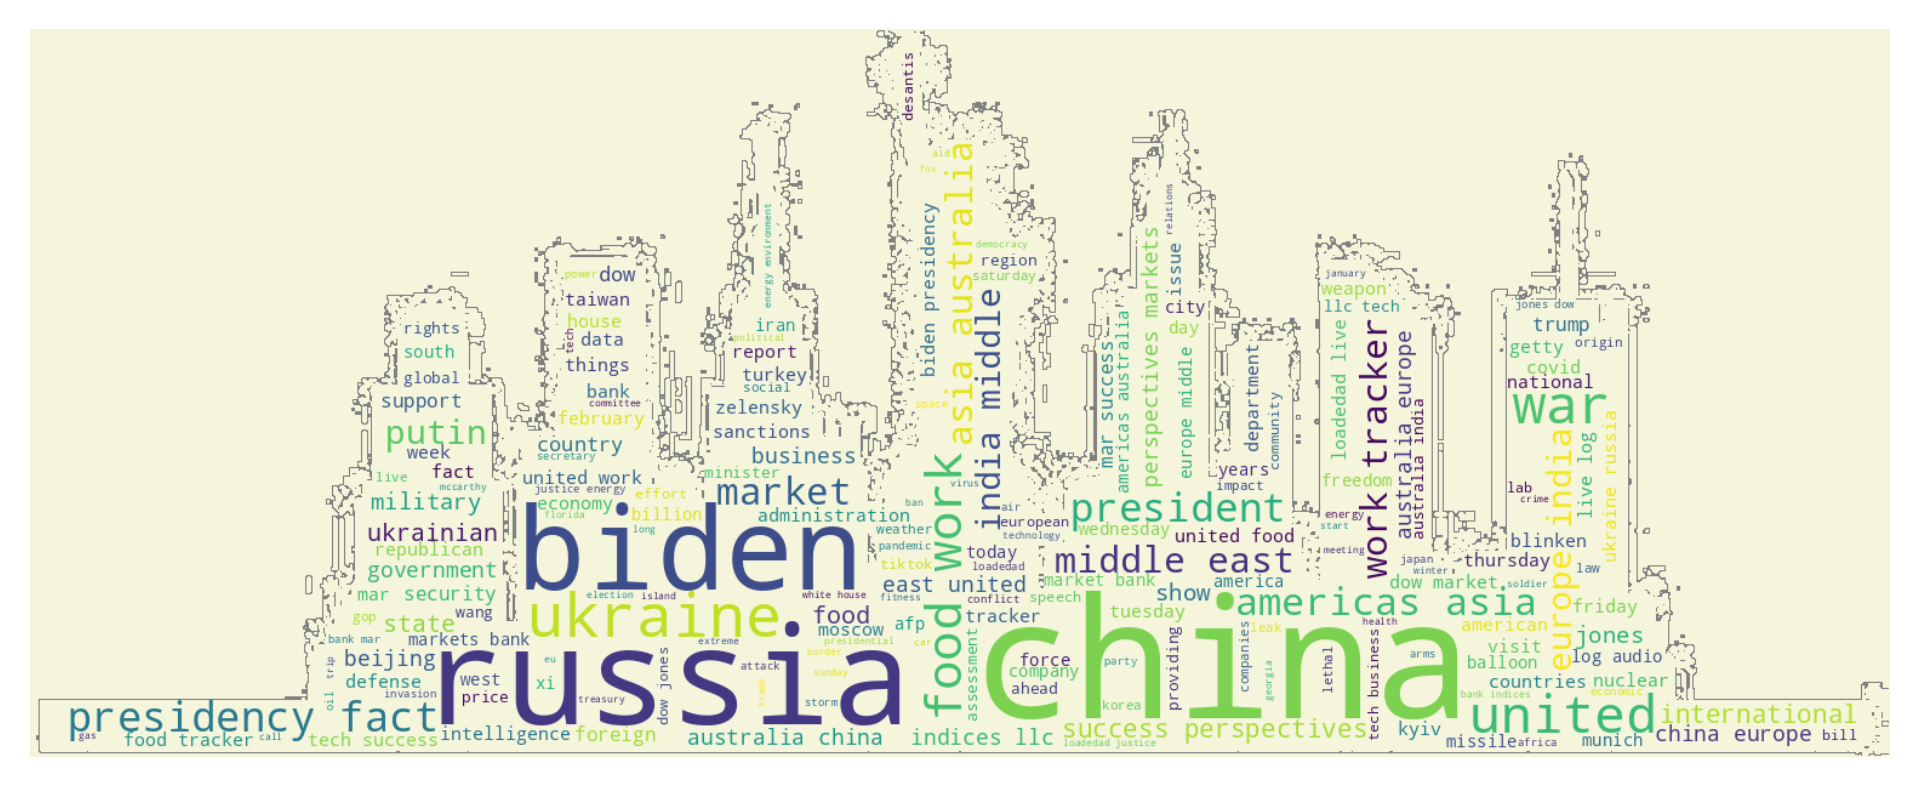 desantis
ald
fox
asia australia
biden presidency
india middle
democracy
region
saturday
space
energy environment
iran
political
report
turkey
social
zelensky
sanctions
business
minister
market
administration
power
dow
taiwan
house
tech
data
things
bank
committee
february
country
secretary
united work
justice energy
economy
effort
billion
florida
long
rights
south
global
support
putin
week
fact
live
mccarthy
military
ukrainian
republican
government
mar security
gop
state
wang
bank mar
markets bank
beijing
defense
oil
trip
invasion
west
price
eu
xi
treasury
biden
ukraine
russia
election
island
white house
food
moscow
afp
extreme
presidential
car
border
sunday
attack
trade
storm
dow jones
presidency fact
gas
food tracker
call
tech success
intelligence
foreign
australia china
indices llc
food work
virus
ban
air
european
technology
weather
pandemic
tiktok
today
loadedad
east united
fitness
conflict
tracker
assessment
relations
issue
perspectives markets
mar success
americas australia
europe middle
city
day
department
community
years
impact
president
wednesday
united food
middle east
market bank
america
speech
show
tuesday
americas asia
china
force
company
ahead
party
korea
providing
companies
leak
georgia
lethal
health
tech business
arms
success perspectives
loadedad justice
january
weapon
llc tech
loadedad live
work tracker
australia europe
australia india
freedom
energy
start
meeting
japan
winter
dow market
jones dow
trump
getty
origin
covid
national
war
europe india
live log
ukraine russia
lab
crime
blinken
thursday
law
soldier
friday
american
jones
visit
log audio
balloon
countries
nuclear
bank indices
economic
united
international
kyiv
missile
africa
munich
china europe
bill